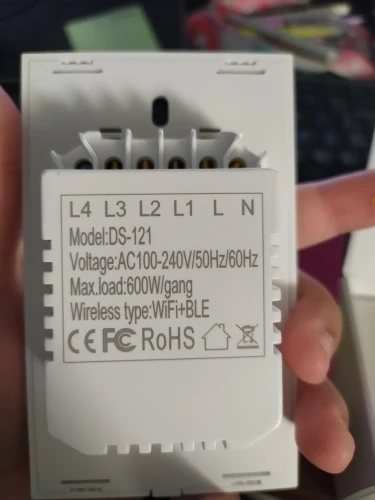 L4 L3 L2 L1 L N
Model:DS-121
Voltage:AC100-240V/50Hz/60Hz
Max.load:600W/gang
Wireless type:WiFi+BLE
CE FC RoHS